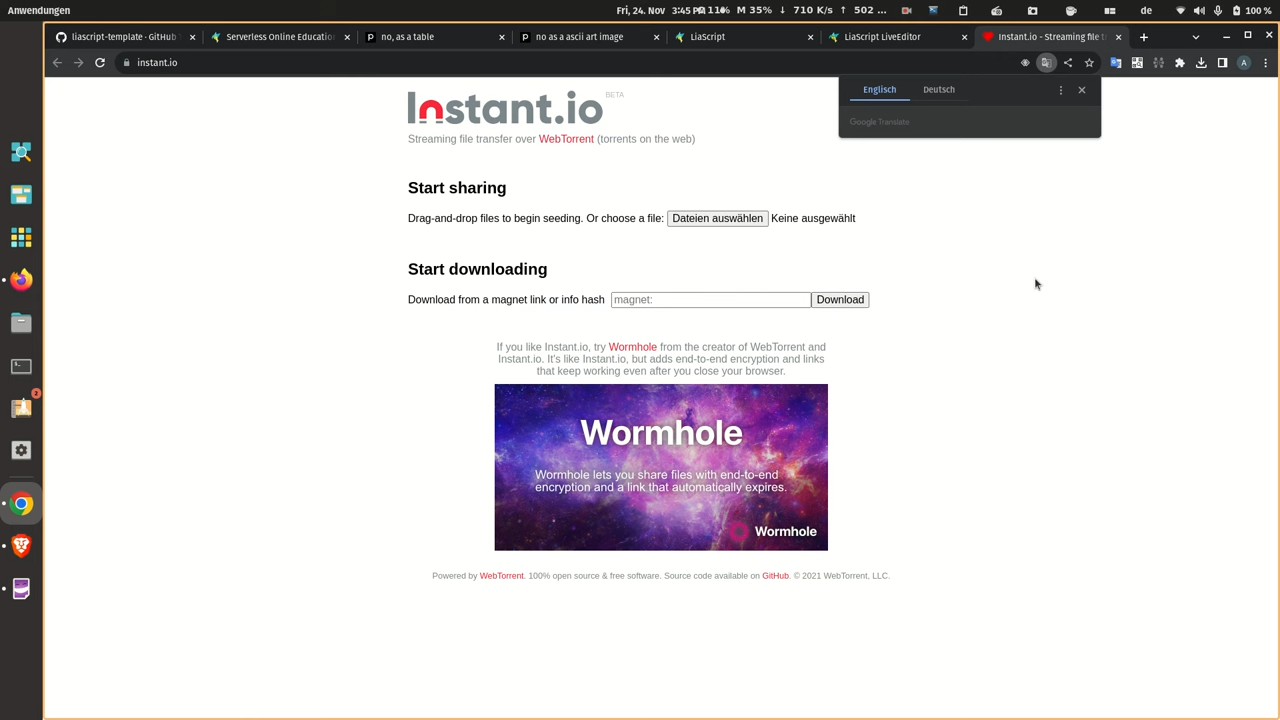 Anwendungen
Fri, 24. Nov 3:45 PM
11% M 35% ↓ 710 K/s ↑ 502 ...
de
100 %
liascript-template · GitHub
Serverless Online Education
no, as a table
no as a ascii art image
LiaScript
LiaScript LiveEditor
Instant.io - Streaming file
instant.io
A
Englisch Deutsch
Google Translate
Instant.io BETA
Streaming file transfer over WebTorrent (torrents on the web)
Start sharing
Drag-and-drop files to begin seeding. Or choose a file: Dateien auswählen Keine ausgewählt
Start downloading
Download from a magnet link or info hash magnet: Download
2
If you like Instant.io, try Wormhole from the creator of WebTorrent and
Instant.io. It's like Instant.io, but adds end-to-end encryption and links
that keep working even after you close your browser.
Wormhole
Wormhole lets you share files with end-to-end
encryption and a link that automatically expires.
Wormhole
Powered by WebTorrent. 100% open source & free software. Source code available on GitHub. © 2021 WebTorrent, LLC.